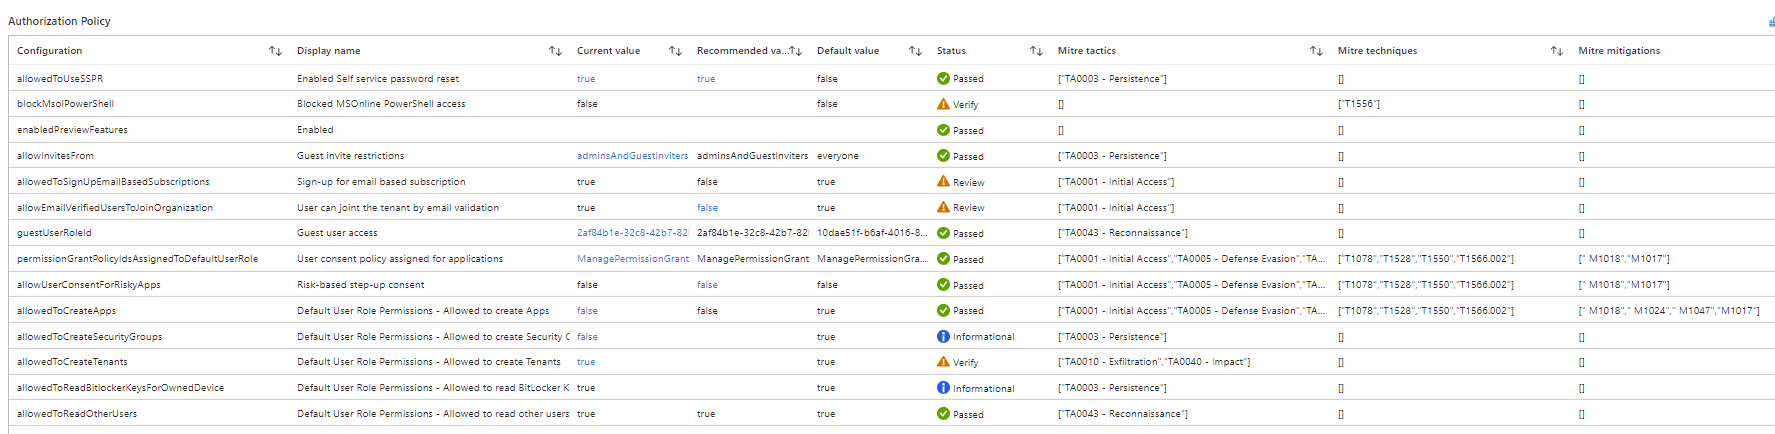 Authorization Policy
Configuration Display name Current value Recommended va... Default value Status Mitre tactics Mitre techniques Mitre mitigations
allowedToUseSSPR Enabled Self service password reset true true false Passed ["TA0003 - Persistence"] [] []
blockMsolPowerShell Blocked MSOnline PowerShell access false false Verify [] ["T1556"] []
enabledPreviewFeatures Enabled Passed [] [] []
allowInvitesFrom Guest invite restrictions adminsAndGuestInviters adminsAndGuestInviters everyone Passed ["TA0003 - Persistence"] [] []
allowedToSignUpEmailBasedSubscriptions Sign-up for email based subscription true false true Review ["TA0001 - Initial Access"] [] []
allowEmailVerifiedUsersToJoinOrganization User can joint the tenant by email validation true false true Review ["TA0001 - Initial Access"] [] []
guestUserRoleId Guest user access 2af84b1e-32c8-42b7-82 2af84b1e-32c8-42b7-82 10dae51f-b6af-4016-8... Passed ["TA0043 - Reconnaissance"] [] []
permissionGrantPolicyIdsAssignedToDefaultUserRole User consent policy assigned for applications ManagePermissionGrant ManagePermissionGrant ManagePermissionGra... Passed ["TA0001 - Initial Access","TA0005 - Defense Evasion","TA... ["T1078","T1528","T1550","T1566.002"] [" M1018","M1017"]
allowUserConsentForRiskyApps Risk-based step-up consent false false false Passed ["TA0001 - Initial Access","TA0005 - Defense Evasion","TA... ["T1078","T1528","T1550","T1566.002"] [" M1018","M1017"]
allowedToCreateApps Default User Role Permissions - Allowed to create Apps false false true Passed ["TA0001 - Initial Access","TA0005 - Defense Evasion","TA... ["T1078","T1528","T1550","T1566.002"] [" M1018"," M1024"," M1047","M1017"]
allowedToCreateSecurityGroups Default User Role Permissions - Allowed to create Security G false true Informational ["TA0003 - Persistence"] [] []
allowedToCreateTenants Default User Role Permissions - Allowed to create Tenants true true Verify ["TA0010 - Exfiltration","TA0040 - Impact"] [] []
allowedToReadBitlockerKeysForOwnedDevice Default User Role Permissions - Allowed to read BitLocker K true true Informational ["TA0003 - Persistence"] [] []
allowedToReadOtherUsers Default User Role Permissions - Allowed to read other users true true true Passed ["TA0043 - Reconnaissance"] [] []